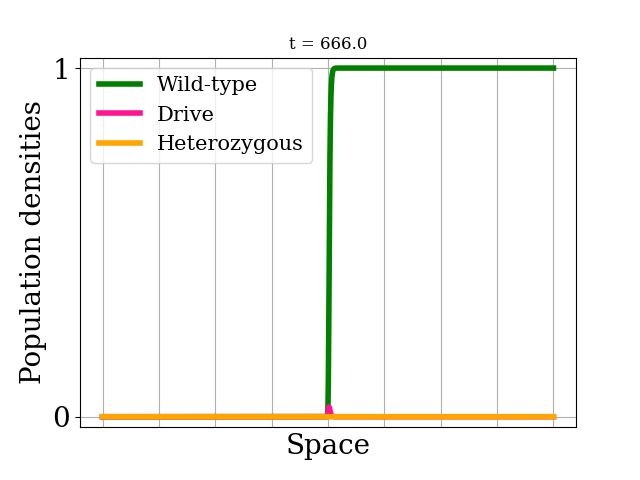 t = 666.0
1
Wild-type
Drive
Heterozygous
Population densities
0
Space